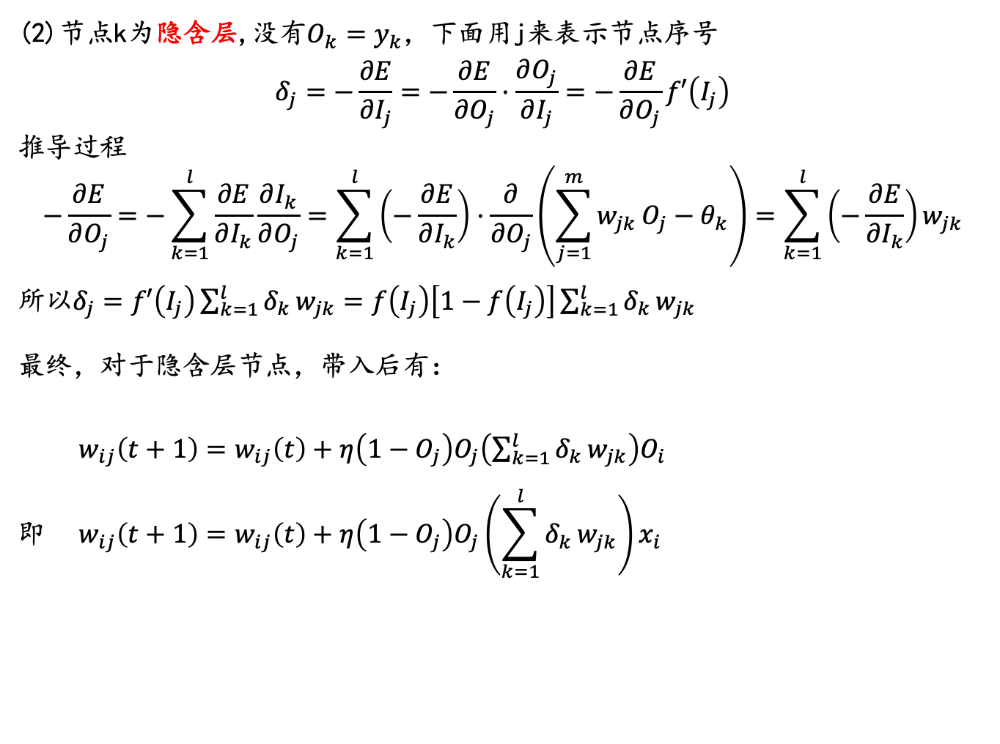 (2)节点k为隐含层,没有$O_k = y_k$，下面用j来表示节点序号
$\delta_j = -\frac{\partial E}{\partial I_j} = -\frac{\partial E}{\partial O_j} \cdot \frac{\partial O_j}{\partial I_j} = -\frac{\partial E}{\partial O_j} f'(I_j)$
推导过程
$-\frac{\partial E}{\partial O_j} = -\sum_{k=1}^{l} \frac{\partial E}{\partial I_k} \frac{\partial I_k}{\partial O_j} = \sum_{k=1}^{l} \left(-\frac{\partial E}{\partial I_k}\right) \cdot \frac{\partial}{\partial O_j} \left(\sum_{j=1}^{m} w_{jk} O_j - \theta_k\right) = \sum_{k=1}^{l} \left(-\frac{\partial E}{\partial I_k}\right) w_{jk}$
所以$\delta_j = f'(I_j) \sum_{k=1}^{l} \delta_k w_{jk} = f(I_j)[1 - f(I_j)] \sum_{k=1}^{l} \delta_k w_{jk}$
最终，对于隐含层节点，带入后有：
$w_{ij}(t+1) = w_{ij}(t) + \eta(1 - O_j)O_j(\sum_{k=1}^{l} \delta_k w_{jk})O_i$
即 $w_{ij}(t+1) = w_{ij}(t) + \eta(1 - O_j)O_j \left(\sum_{k=1}^{l} \delta_k w_{jk}\right) x_i$